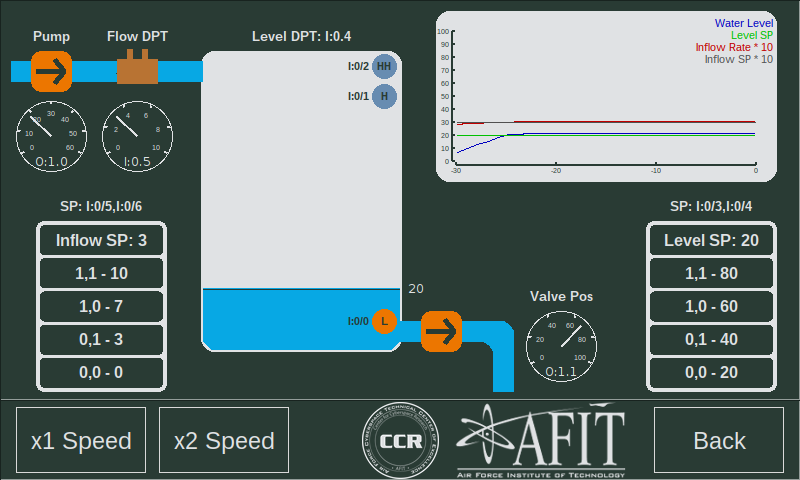 Pump
Flow DPT
Level DPT: I:0.4
Water Level
Level SP
Inflow Rate * 10
Inflow SP * 10
100
90
80
70
60
50
40
30
20
10
0
-30
-20
-10
0
I:0/2 HH
I:0/1 H
0
10
20
30
40
50
60
O:1.0
0
2
4
6
8
10
I:0.5
SP: I:0/5,I:0/6
Inflow SP: 3
1,1 - 10
1,0 - 7
0,1 - 3
0,0 - 0
20
I:0/0 L
Valve Pos
0
20
40
60
80
100
O:1.1
SP: I:0/3,I:0/4
Level SP: 20
1,1 - 80
1,0 - 60
0,1 - 40
0,0 - 20
x1 Speed
x2 Speed
CCR
AFIT
AIR FORCE INSTITUTE OF TECHNOLOGY
Back